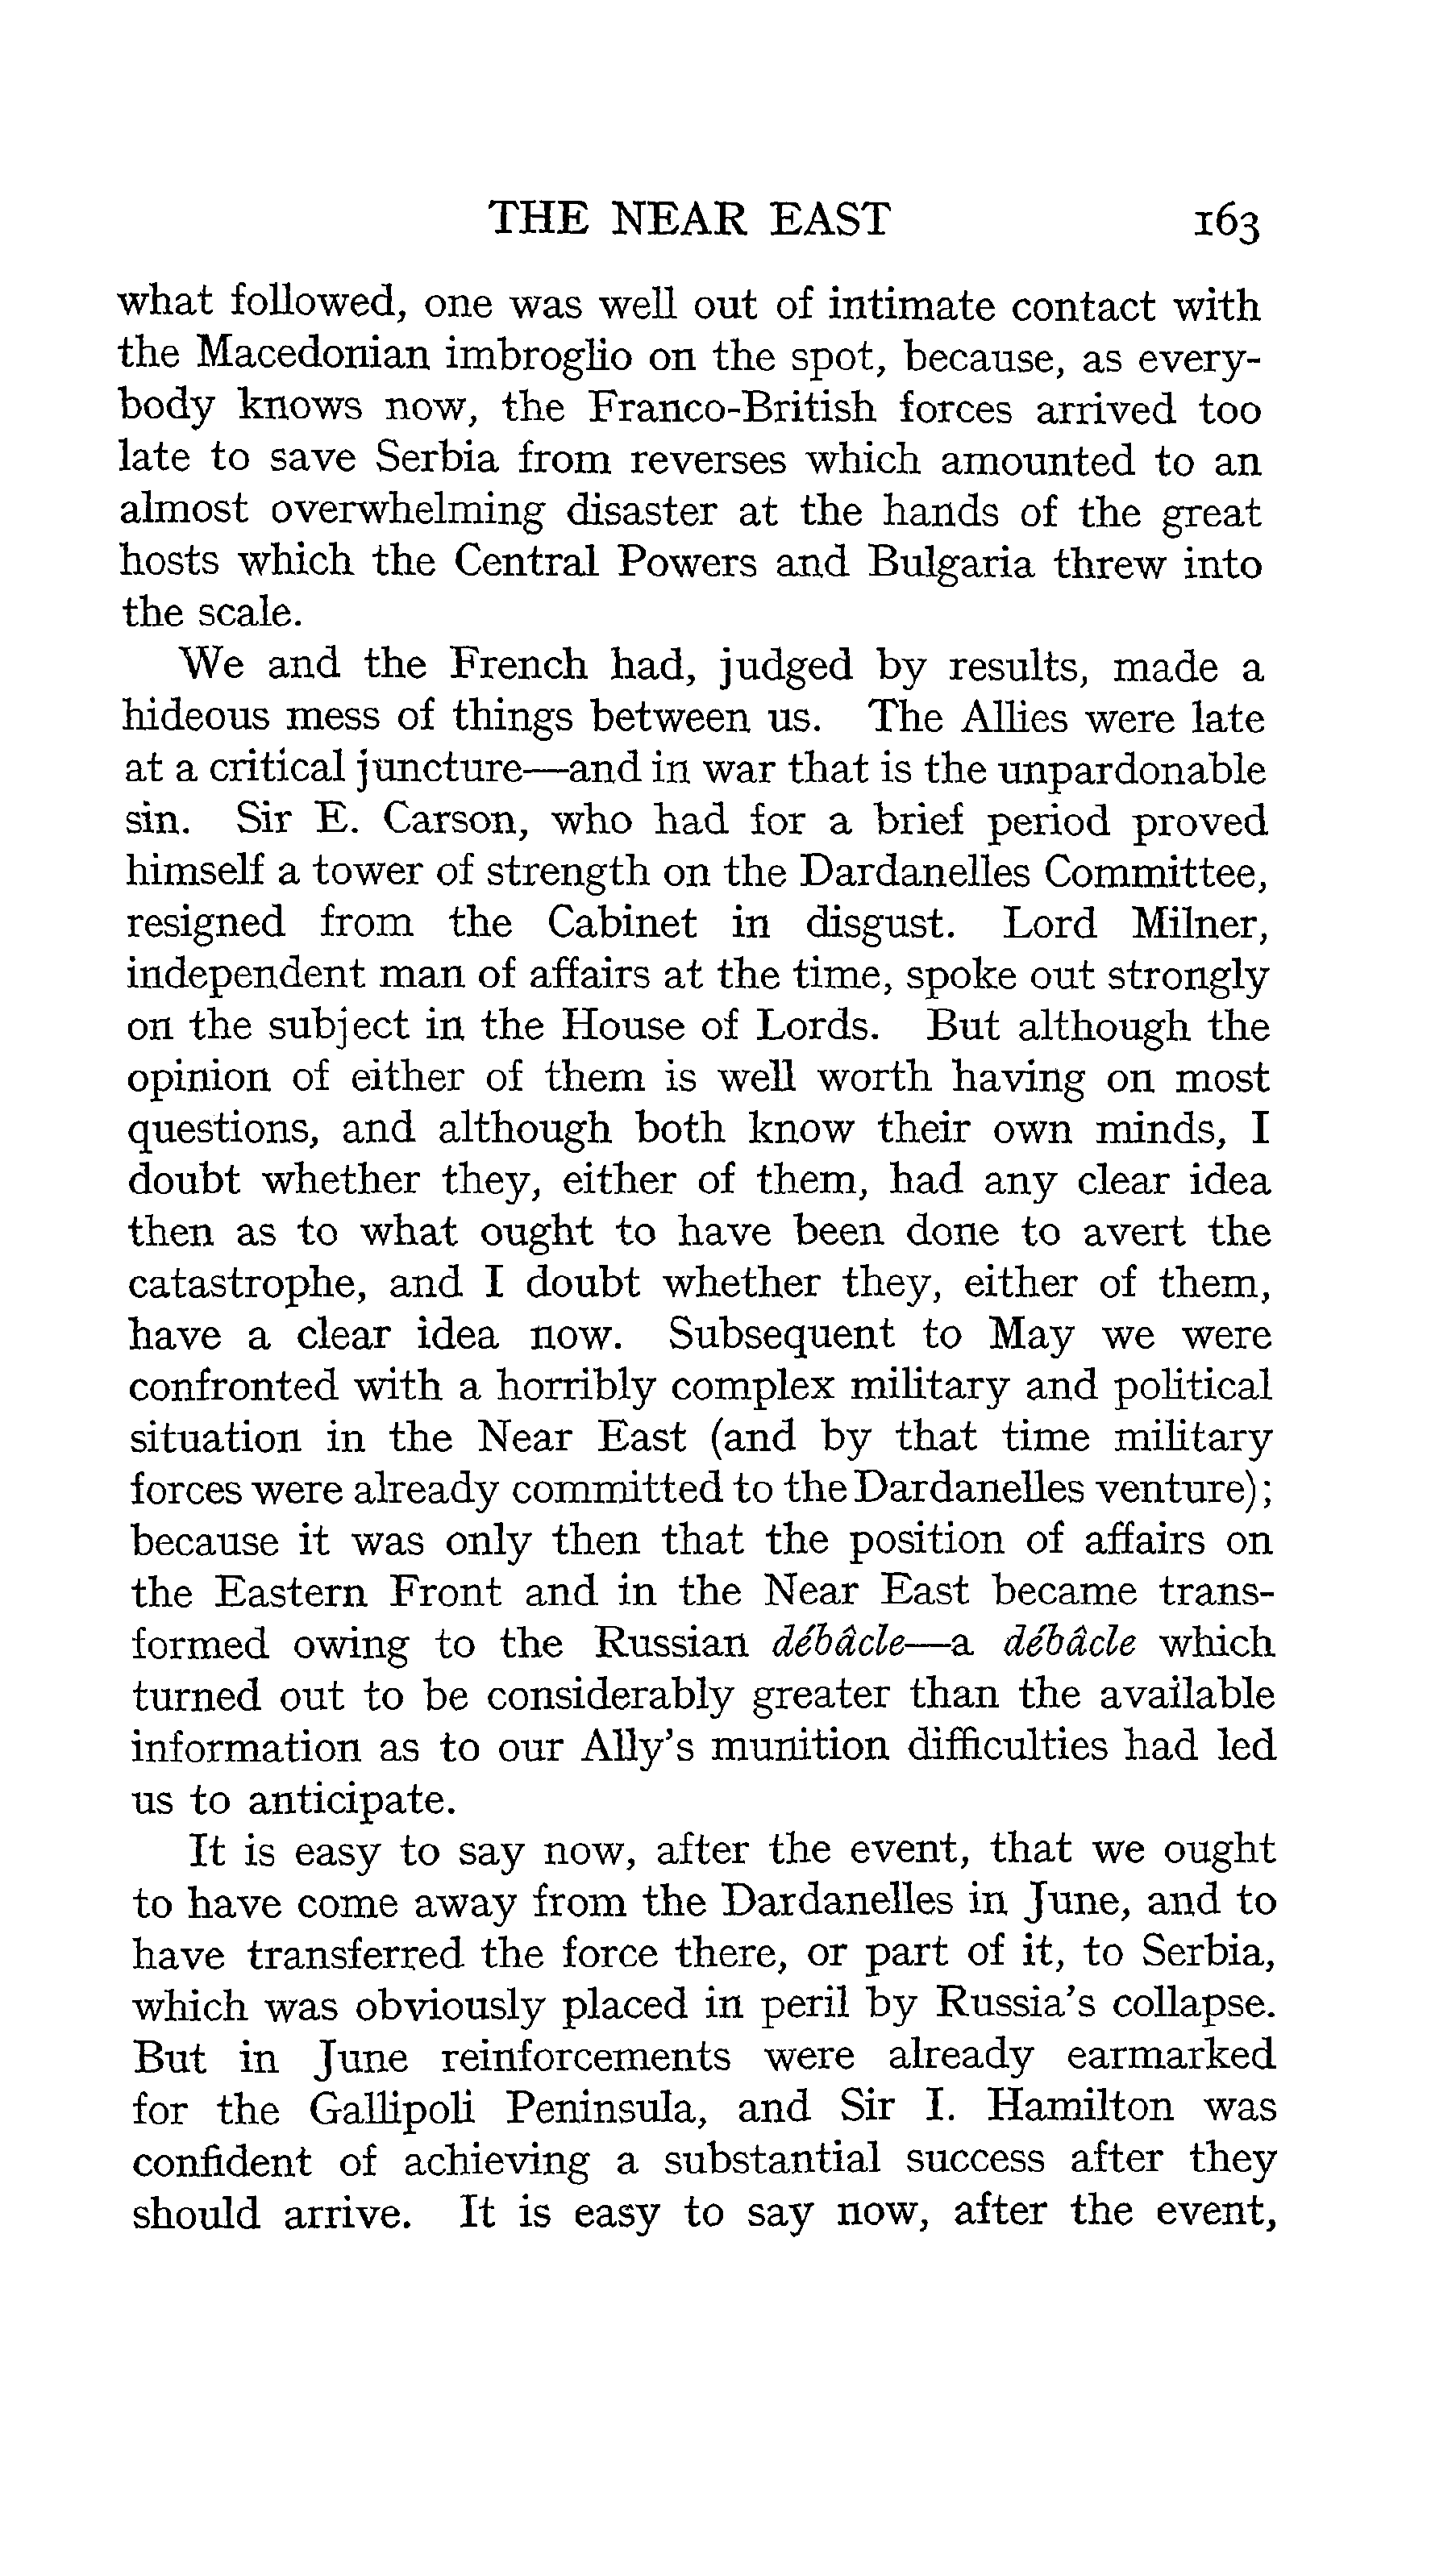 THE NEAR EAST 163
what followed, one was well out of intimate contact with
the Macedonian imbroglio on the spot, because, as every-
body knows now, the Franco-British forces arrived too
late to save Serbia from reverses which amounted to an
almost overwhelming disaster at the hands of the great
hosts which the Central Powers and Bulgaria threw into
the scale.
We and the French had, judged by results, made a
hideous mess of things between us. The Allies were late
at a critical juncture—and in war that is the unpardonable
sin. Sir E. Carson, who had for a brief period proved
himself a tower of strength on the Dardanelles Committee,
resigned from the Cabinet in disgust. Lord Milner,
independent man of affairs at the time, spoke out strongly
on the subject in the House of Lords. But although the
opinion of either of them is well worth having on most
questions, and although both know their own minds, I
doubt whether they, either of them, had any clear idea
then as to what ought to have been done to avert the
catastrophe, and I doubt whether they, either of them,
have a clear idea now. Subsequent to May we were
confronted with a horribly complex military and political
situation in the Near East (and by that time military
forces were already committed to the Dardanelles venture);
because it was only then that the position of affairs on
the Eastern Front and in the Near East became trans-
formed owing to the Russian débâcle—a débâcle which
turned out to be considerably greater than the available
information as to our Ally's munition difficulties had led
us to anticipate.
It is easy to say now, after the event, that we ought
to have come away from the Dardanelles in June, and to
have transferred the force there, or part of it, to Serbia,
which was obviously placed in peril by Russia's collapse.
But in June reinforcements were already earmarked
for the Gallipoli Peninsula, and Sir I. Hamilton was
confident of achieving a substantial success after they
should arrive. It is easy to say now, after the event,